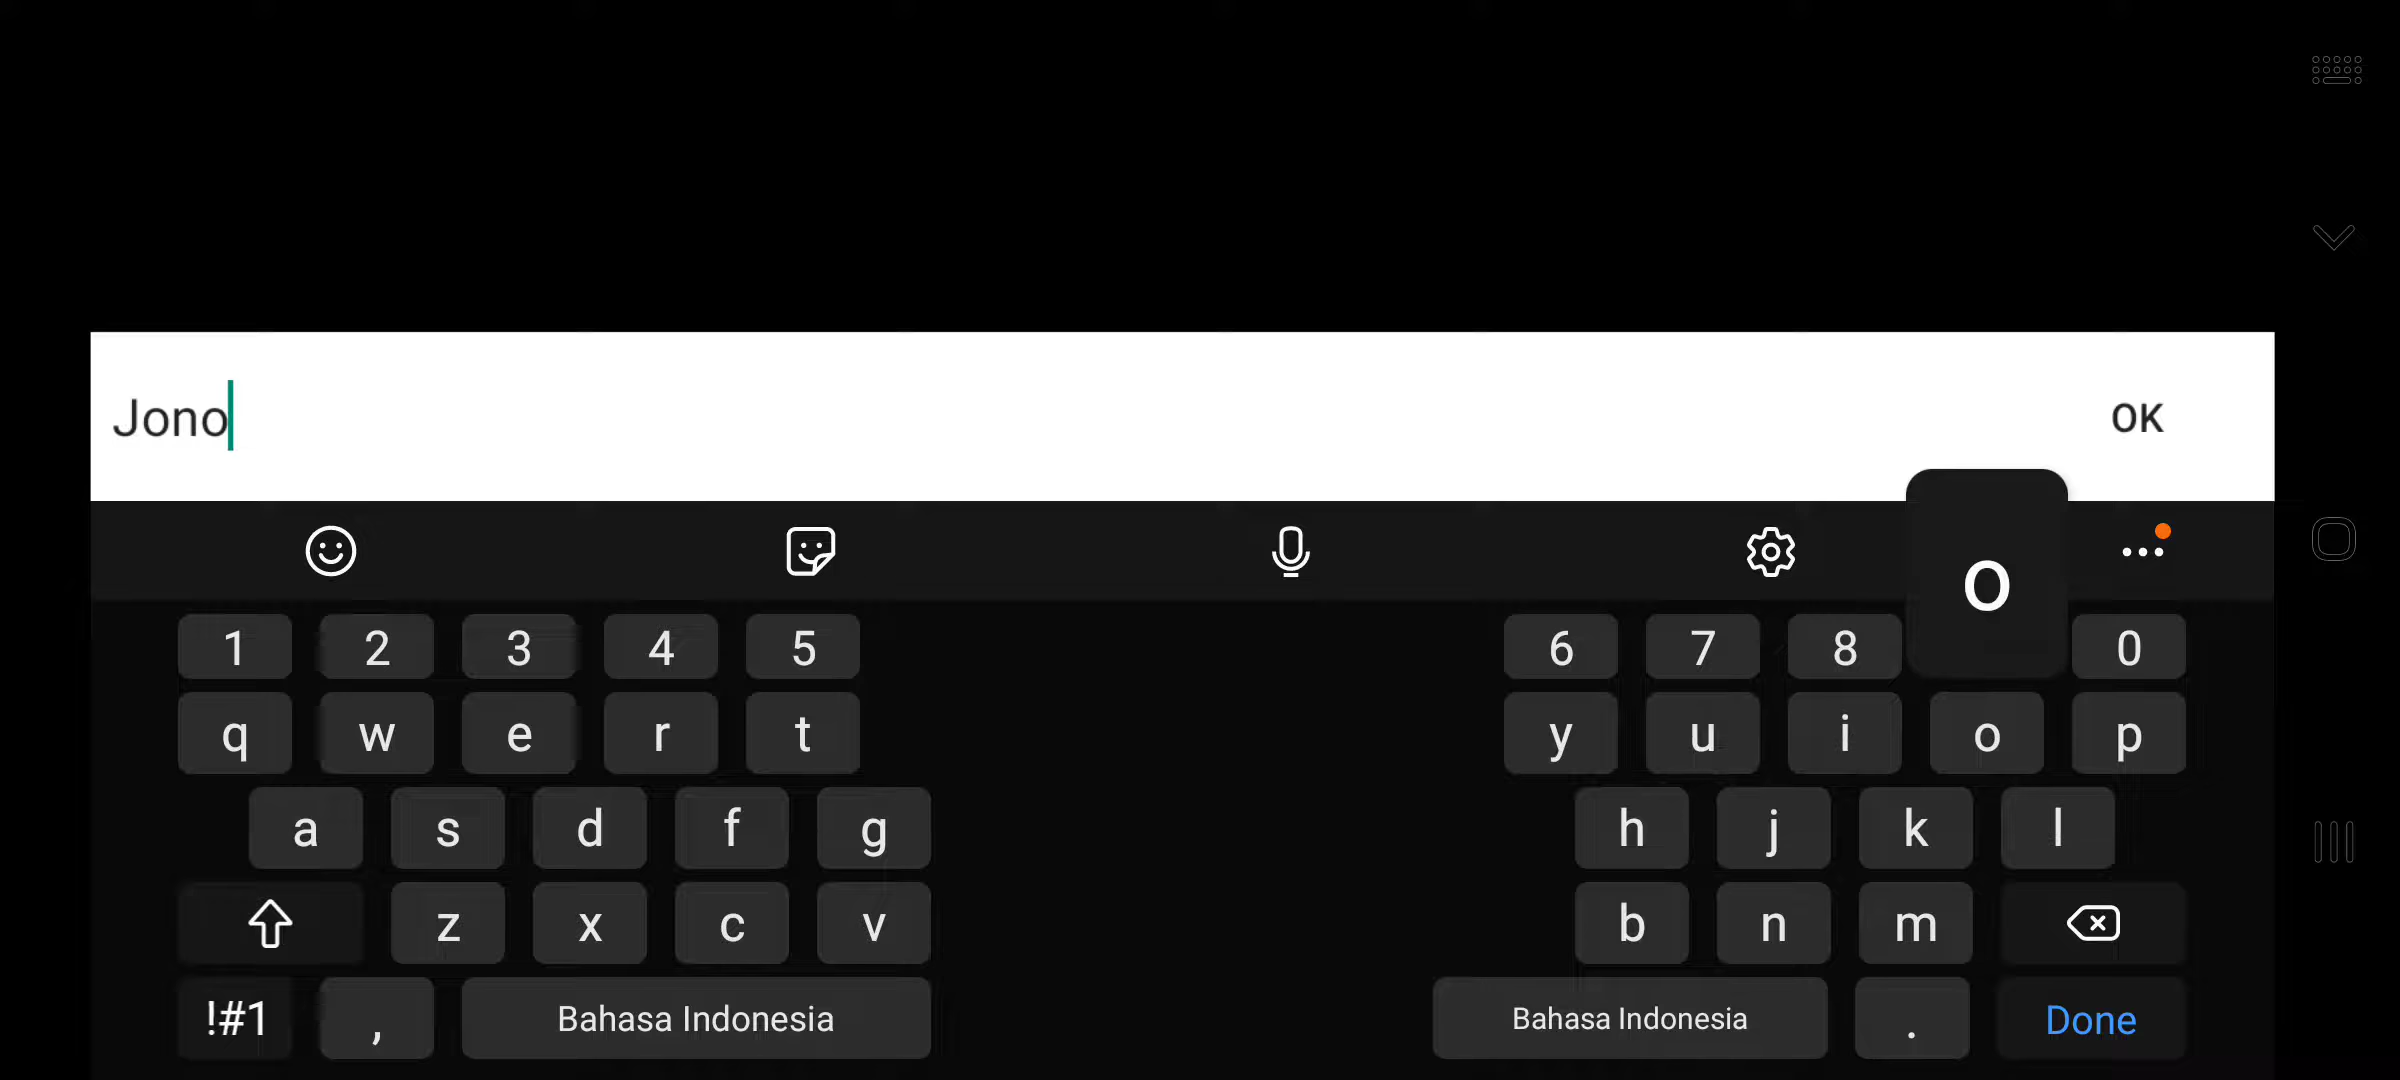 Jono
OK
o
1 2 3 4 5 6 7 8 0
q w e r t y u i o p
a s d f g h j k l
z x c v b n m
!#1 , Bahasa Indonesia Bahasa Indonesia . Done